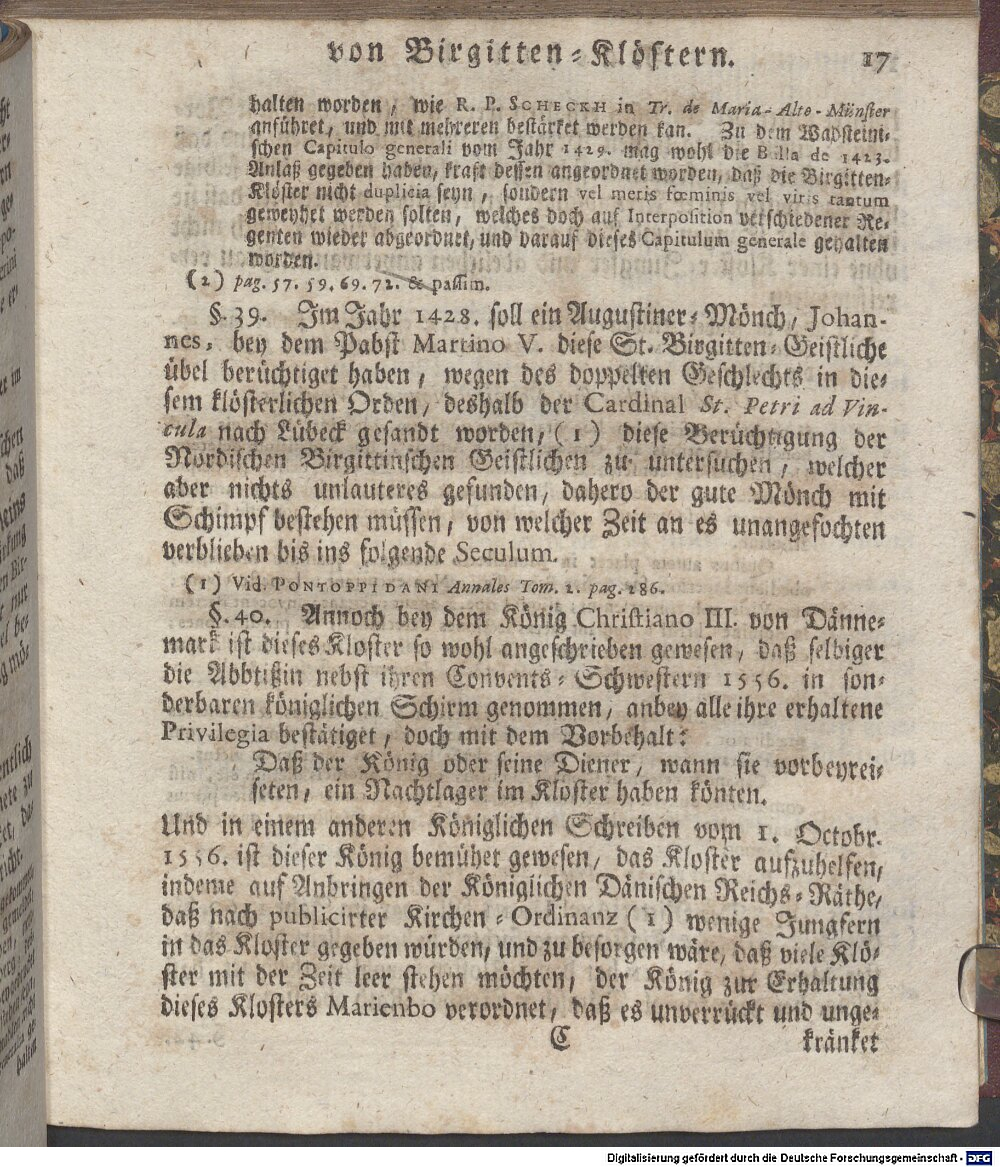 von Birgitten-Klöstern. 17
halten worden, wie R. P. SCHECKH in Tr. de Maria-Alto-Münster
anführet, und mit mehreren bestärket werden kan. Zu dem Wadsteini-
schen Capitulo generali vom Jahr 1429. mag wohl die Bulla de 1423.
Anlaß gegeben haben, kraft dessen angeordnet worden, daß die Birgitten-
Klöster nicht duplicia seyn, sondern vel meris fœminis vel viris tantum
geweyhet werden solten, welches doch auf Interposition verschiedener Re-
genten wieder abgeordnet, und darauf dieses Capitulum generale gehalten
worden.
(2) pag. 57. 59. 69. 72. & passim.
§. 39. Im Jahr 1428. soll ein Augustiner-Mönch, Johan-
nes, bey dem Pabst Martino V. diese St. Birgitten-Geistliche
übel berüchtiget haben, wegen des doppelten Geschlechts in die-
sem klösterlichen Orden, deshalb der Cardinal St. Petri ad Vin-
cula nach Lübeck gesandt worden, (1) diese Berüchtigung der
Nordischen Birgittinschen Geistlichen zu untersuchen, welcher
aber nichts unlauteres gefunden, dahero der gute Mönch mit
Schimpf bestehen müssen, von welcher Zeit an es unangefochten
verblieben bis ins folgende Seculum.
(1) Vid. PONTOPPIDANI Annales Tom. 2. pag. 186.
§. 40. Annoch bey dem König Christiano III. von Dänne-
mark ist dieses Kloster so wohl angeschrieben gewesen, daß selbiger
die Abbtißin nebst ihren Convents-Schwestern 1556. in son-
derbaren königlichen Schirm genommen, anbey alle ihre erhaltene
Privilegia bestätiget, doch mit dem Vorbehalt:
Daß der König oder seine Diener, wann sie vorbeyrei-
seten, ein Nachtlager im Kloster haben könten.
Und in einem anderen Königlichen Schreiben vom 1. Octobr.
1556. ist dieser König bemühet gewesen, das Kloster aufzuhelfen,
indeme auf Anbringen der Königlichen Dänischen Reichs-Räthe,
daß nach publicirter Kirchen-Ordinanz (1) wenige Jungfern
in das Kloster gegeben würden, und zu besorgen wäre, daß viele Klö-
ster mit der Zeit leer stehen möchten, der König zur Erhaltung
dieses Klosters Marienbo verordnet, daß es unverrückt und unge-
C kränket
Digitalisierung gefördert durch die Deutsche Forschungsgemeinschaft - DFG